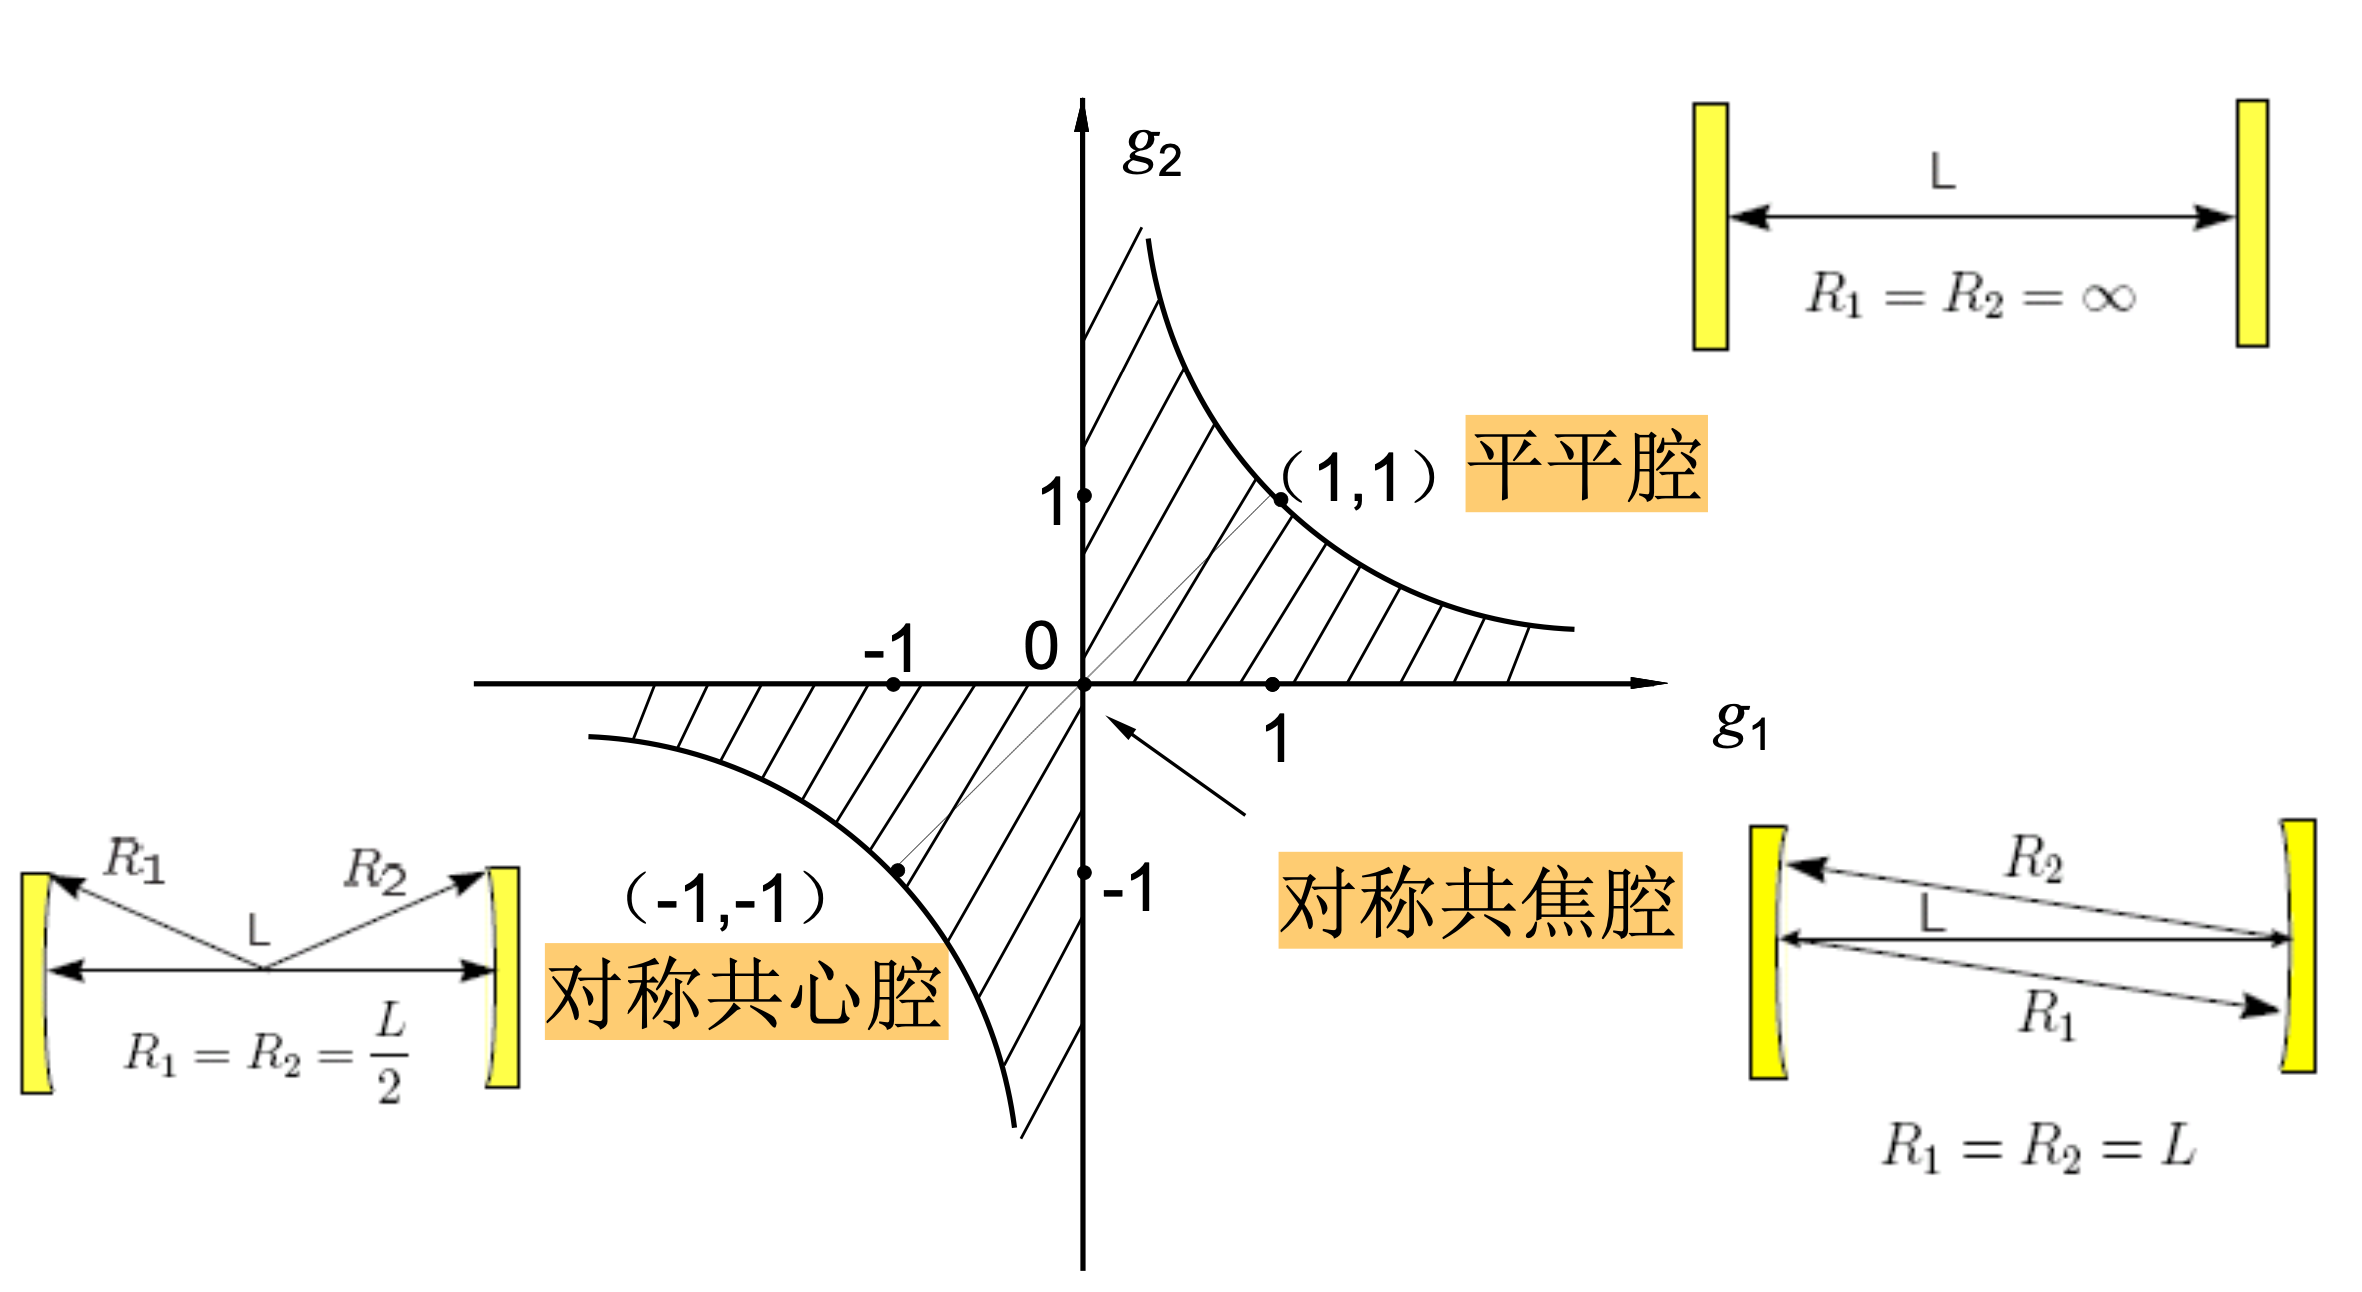 g2
L
R1 = R2 = ∞
（1,1）
平平腔
1
-1
0
g1
1
R1
R2
L
R1 = R2 = L/2
（-1,-1）
对称共心腔
-1
对称共焦腔
R2
L
R1
R1 = R2 = L